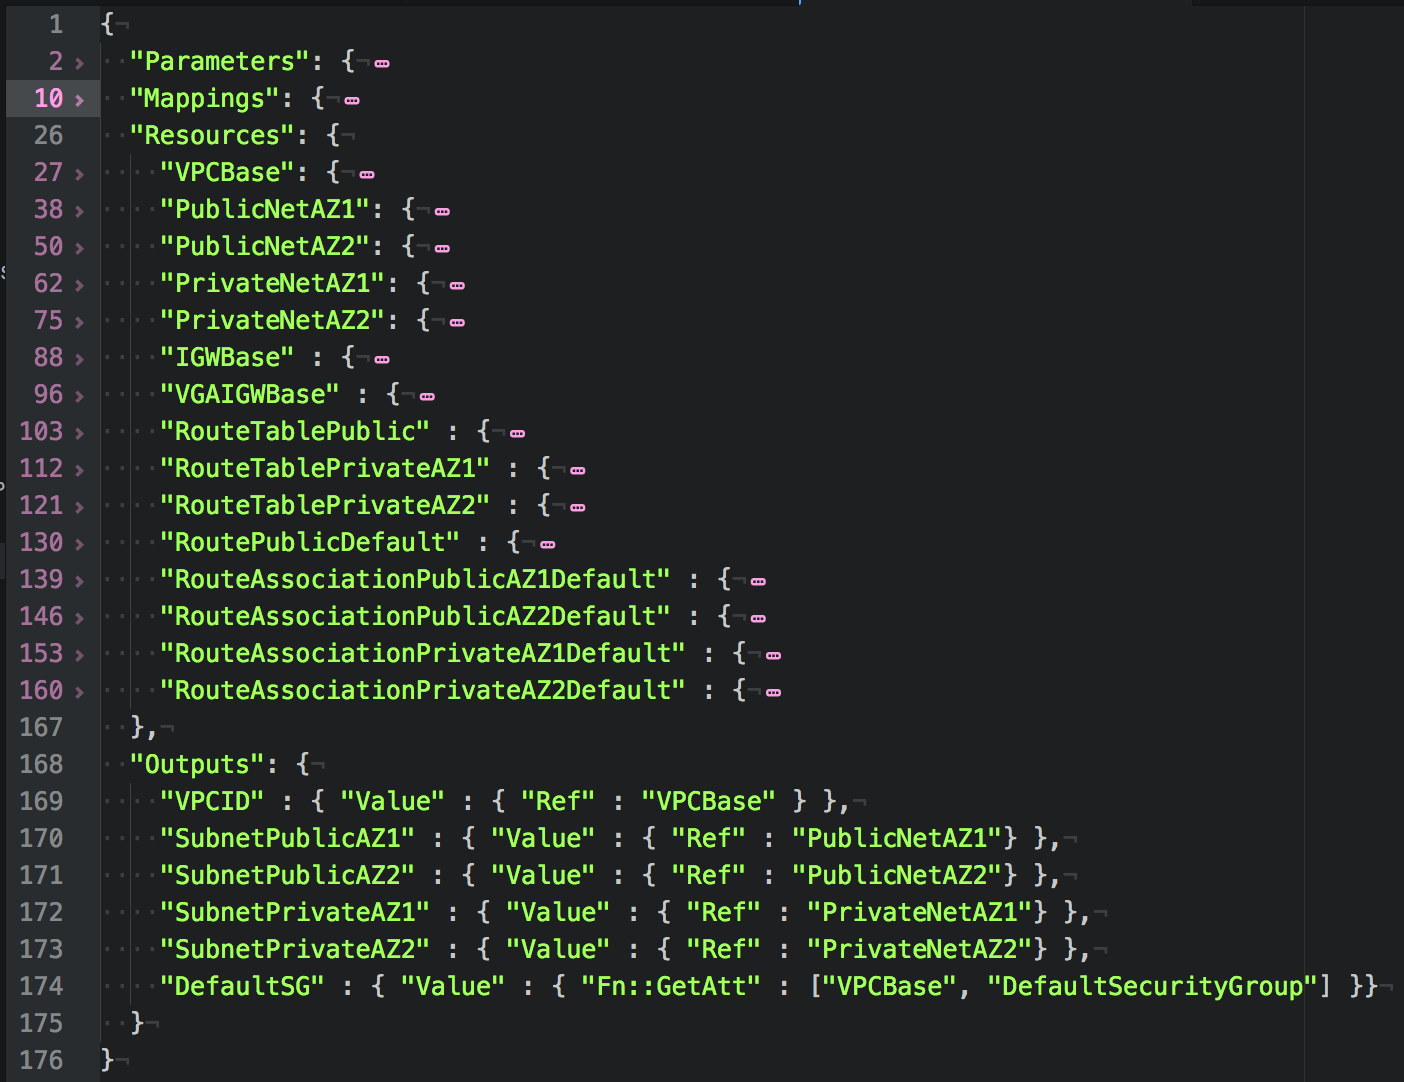 1 {
2 "Parameters": {
10 "Mappings": {
26 "Resources": {
27 "VPCBase": {
38 "PublicNetAZ1": {
50 "PublicNetAZ2": {
62 "PrivateNetAZ1": {
75 "PrivateNetAZ2": {
88 "IGWBase" : {
96 "VGAIGWBase" : {
103 "RouteTablePublic" : {
112 "RouteTablePrivateAZ1" : {
121 "RouteTablePrivateAZ2" : {
130 "RoutePublicDefault" : {
139 "RouteAssociationPublicAZ1Default" : {
146 "RouteAssociationPublicAZ2Default" : {
153 "RouteAssociationPrivateAZ1Default" : {
160 "RouteAssociationPrivateAZ2Default" : {
167 },
168 "Outputs": {
169 "VPCID" : { "Value" : { "Ref" : "VPCBase" } },
170 "SubnetPublicAZ1" : { "Value" : { "Ref" : "PublicNetAZ1"} },
171 "SubnetPublicAZ2" : { "Value" : { "Ref" : "PublicNetAZ2"} },
172 "SubnetPrivateAZ1" : { "Value" : { "Ref" : "PrivateNetAZ1"} },
173 "SubnetPrivateAZ2" : { "Value" : { "Ref" : "PrivateNetAZ2"} },
174 "DefaultSG" : { "Value" : { "Fn::GetAtt" : ["VPCBase", "DefaultSecurityGroup"] }}
175 }
176 }